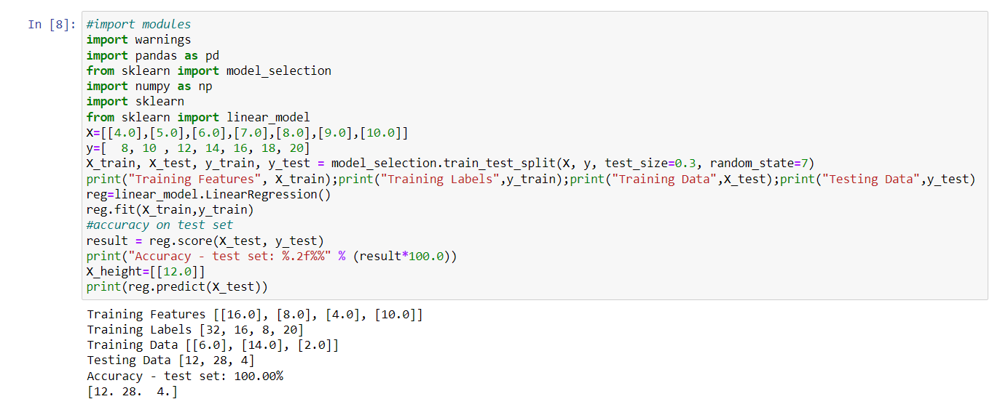 In [8]: #import modules
import warnings
import pandas as pd
from sklearn import model_selection
import numpy as np
import sklearn
from sklearn import linear_model
X=[[4.0],[5.0],[6.0],[7.0],[8.0],[9.0],[10.0]]
y=[  8, 10 , 12, 14, 16, 18, 20]
X_train, X_test, y_train, y_test = model_selection.train_test_split(X, y, test_size=0.3, random_state=7)
print("Training Features", X_train);print("Training Labels",y_train);print("Training Data",X_test);print("Testing Data",y_test)
reg=linear_model.LinearRegression()
reg.fit(X_train,y_train)
#accuracy on test set
result = reg.score(X_test, y_test)
print("Accuracy - test set: %.2f%%" % (result*100.0))
X_height=[[12.0]]
print(reg.predict(X_test))
Training Features [[16.0], [8.0], [4.0], [10.0]]
Training Labels [32, 16, 8, 20]
Training Data [[6.0], [14.0], [2.0]]
Testing Data [12, 28, 4]
Accuracy - test set: 100.00%
[12. 28.  4.]